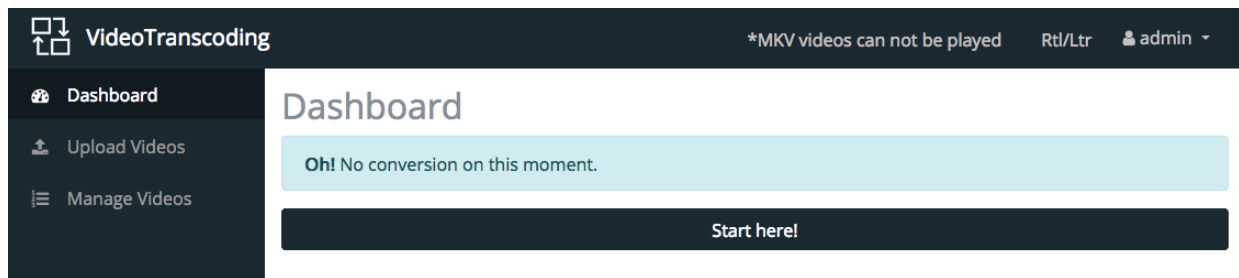 VideoTranscoding
*MKV videos can not be played
Rtl/Ltr
admin
Dashboard
Upload Videos
Manage Videos
Dashboard
Oh! No conversion on this moment.
Start here!